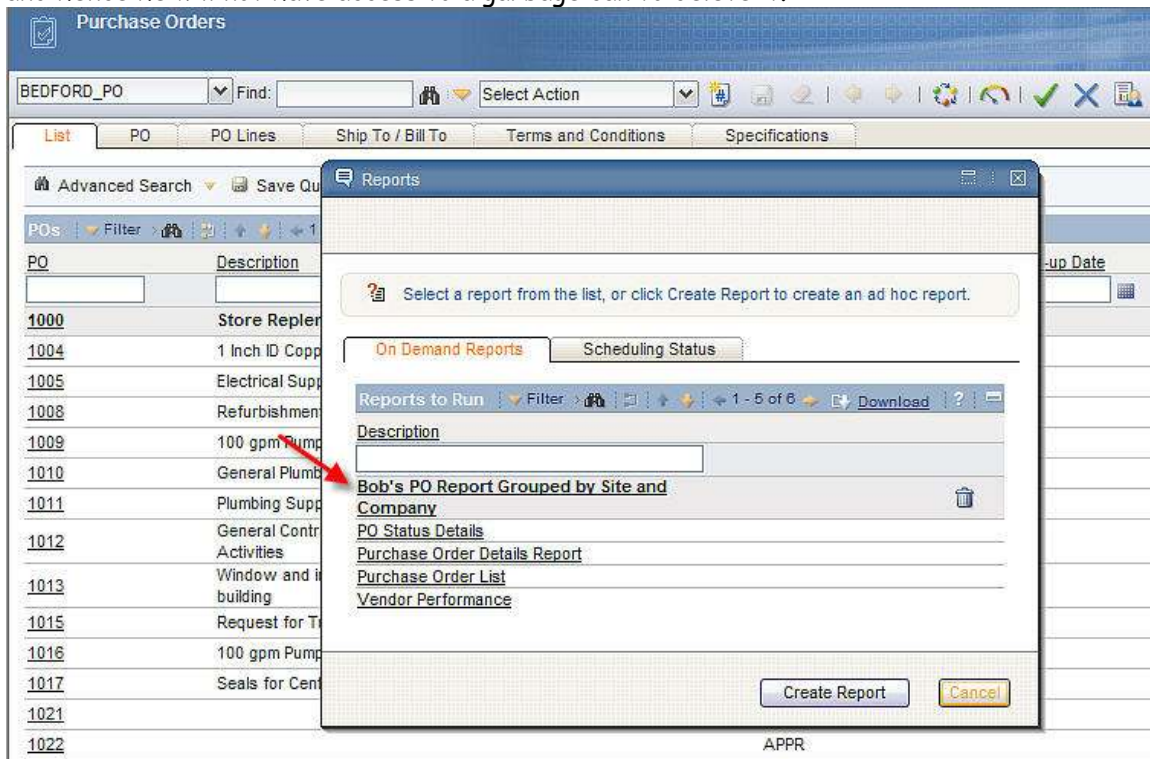 Purchase Orders
BEDFORD_PO Find: Select Action
List PO PO Lines Ship To / Bill To Terms and Conditions Specifications
Advanced Search Save Qu
Reports
POs Filter 1
PO Description -up Date
Select a report from the list, or click Create Report to create an ad hoc report.
1000 Store Repler
1004 1 Inch ID Copp
On Demand Reports Scheduling Status
1005 Electrical Supp
Reports to Run Filter 1 - 5 of 6 Download ?
1008 Refurbishmen
Description
1009 100 gpm Pump
1010 General Plumb
Bob's PO Report Grouped by Site and
Company
1011 Plumbing Supp
PO Status Details
1012 General Contr
Activities
Purchase Order Details Report
1013 Window and i
building
Purchase Order List
Vendor Performance
1015 Request for T
1016 100 gpm Pump
1017 Seals for Cent
Create Report Cancel
1021
1022 APPR